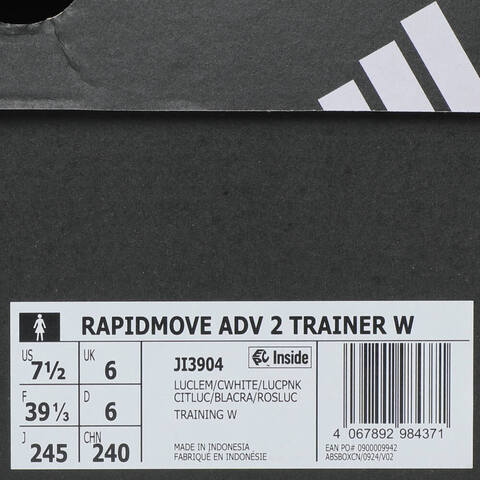 RAPIDMOVE ADV 2 TRAINER W
US 7½
UK 6
F 39⅓
D 6
J 245
CHN 240
JI3904
Inside
LUCLEM/CWHITE/LUCPNK
CITLUC/BLACRA/ROSLUC
TRAINING W
MADE IN INDONESIA
FABRIQUÉ EN INDONÉSIE
4 067892 984371
EAN PO# 0900009942
ABSBOXCN/0924/V02